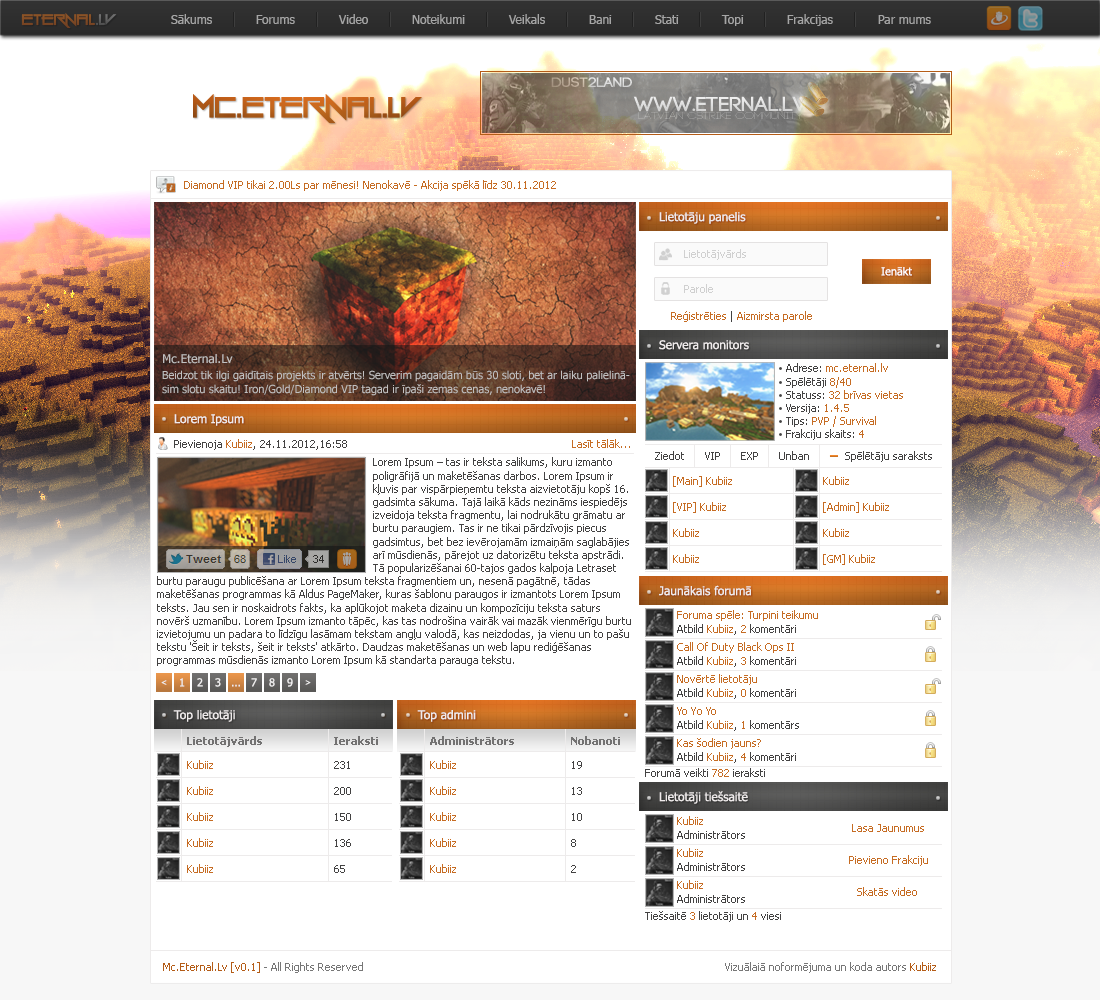 ETERNAL.LV Sākums Forums Video Noteikumi Veikals Bani Stati Topi Frakcijas Par mums
MC.ETERNAL.LV
DUST2LAND
WWW.ETERNAL.LV
Diamond VIP tikai 2.00Ls par mēnesi! Nenokavē - Akcija spēkā līdz 30.11.2012
Mc.Eternal.Lv
Beidzot tik ilgi gaidītais projekts ir atvērts! Serverim pagaidām būs 30 sloti, bet ar laiku palielinā-
sim slotu skaitu! Iron/Gold/Diamond VIP tagad ir īpaši zemas cenas, nenokavē!
Lorem Ipsum
Pievienoja Kubiiz, 24.11.2012,16:58 Lasīt tālāk...
Lorem Ipsum – tas ir teksta salikums, kuru izmanto
poligrāfijā un maketēšanas darbos. Lorem Ipsum ir
kļuvis par vispārpieņemtu teksta aizvietotāju kopš 16.
gadsimta sākuma. Tajā laikā kāds nezināms iespiedējs
izveidoja teksta fragmentu, lai nodrukātu grāmatu ar
burtu paraugiem. Tas ir ne tikai pārdzīvojis piecus
gadsimtus, bet bez ievērojamām izmaiņām saglabājies
arī mūsdienās, pārejot uz datorizētu teksta apstrādi.
Tā popularizēšanai 60-tajos gados kalpoja Letraset
Tweet 68 Like 34
burtu paraugu publicēšana ar Lorem Ipsum teksta fragmentiem un, nesenā pagātnē, tādas
maketēšanas programmas kā Aldus PageMaker, kuras šablonu paraugos ir izmantots Lorem Ipsum
teksts. Jau sen ir noskaidrots fakts, ka aplūkojot maketa dizainu un kompozīciju teksta saturs
novērš uzmanību. Lorem Ipsum izmanto tāpēc, kas tas nodrošina vairāk vai mazāk vienmērīgu burtu
izvietojumu un padara to līdzīgu lasāmam tekstam angļu valodā, kas neizdodas, ja vienu un to pašu
tekstu 'Šeit ir teksts, šeit ir teksts' atkārto. Daudzas maketēšanas un web lapu rediģēšanas
programmas mūsdienās izmanto Lorem Ipsum kā standarta parauga tekstu.
< 1 2 3 ... 7 8 9 >
Top lietotāji
Lietotājvārds Ieraksti
Kubiiz 231
Kubiiz 200
Kubiiz 150
Kubiiz 136
Kubiiz 65
Top admini
Administrātors Nobanoti
Kubiiz 19
Kubiiz 13
Kubiiz 10
Kubiiz 8
Kubiiz 2
Lietotāju panelis
Lietotājvārds
Parole
Ienākt
Reģistrēties | Aizmirsta parole
Servera monitors
• Adrese: mc.eternal.lv
• Spēlētāji 8/40
• Statuss: 32 brīvas vietas
• Versija: 1.4.5
• Tips: PVP / Survival
• Frakciju skaits: 4
Ziedot VIP EXP Unban Spēlētāju saraksts
[Main] Kubiiz Kubiiz
[VIP] Kubiiz [Admin] Kubiiz
Kubiiz Kubiiz
Kubiiz [GM] Kubiiz
Jaunākais forumā
Foruma spēle: Turpini teikumu
Atbild Kubiiz, 2 komentāri
Call Of Duty Black Ops II
Atbild Kubiiz, 3 komentāri
Novērtē lietotāju
Atbild Kubiiz, 0 komentāri
Yo Yo Yo
Atbild Kubiiz, 1 komentārs
Kas šodien jauns?
Atbild Kubiiz, 4 komentāri
Forumā veikti 782 ieraksti
Lietotāji tiešsaitē
Kubiiz
Administrātors Lasa Jaunumus
Kubiiz
Administrātors Pievieno Frakciju
Kubiiz
Administrātors Skatās video
Tiešsaitē 3 lietotāji un 4 viesi
Mc.Eternal.Lv [v0.1] - All Rights Reserved Vizuālaiā noformējuma un koda autors Kubiiz